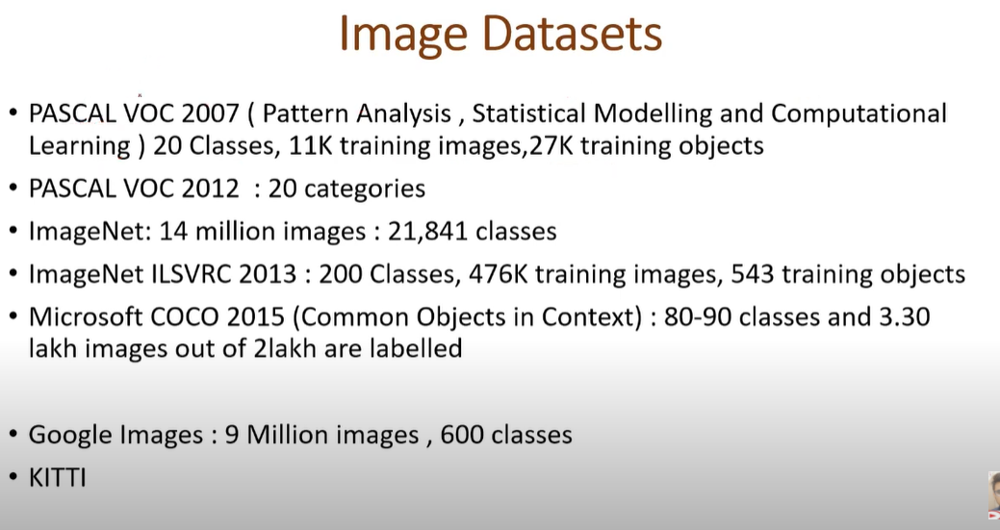 Image Datasets
• PASCAL VOC 2007 ( Pattern Analysis , Statistical Modelling and Computational
Learning ) 20 Classes, 11K training images,27K training objects
• PASCAL VOC 2012  : 20 categories
• ImageNet: 14 million images : 21,841 classes
• ImageNet ILSVRC 2013 : 200 Classes, 476K training images, 543 training objects
• Microsoft COCO 2015 (Common Objects in Context) : 80-90 classes and 3.30
lakh images out of 2lakh are labelled
• Google Images : 9 Million images , 600 classes
• KITTI